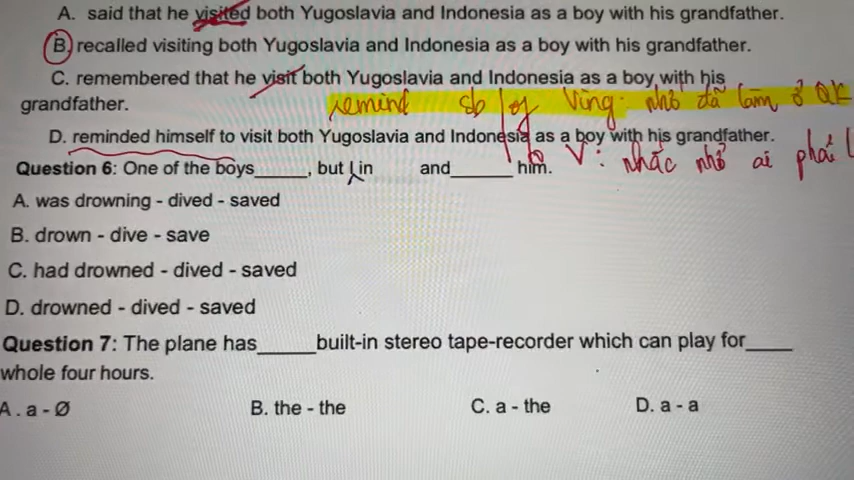 A. said that he visited both Yugoslavia and Indonesia as a boy with his grandfather.
B. recalled visiting both Yugoslavia and Indonesia as a boy with his grandfather.
C. remembered that he visit both Yugoslavia and Indonesia as a boy with his
grandfather.
remind sb of Ving: nhớ đã làm ở QK
D. reminded himself to visit both Yugoslavia and Indonesia as a boy with his grandfather.
to V: nhắc nhở ai phải
Question 6: One of the boys______, but I in and______ him.
A. was drowning - dived - saved
B. drown - dive - save
C. had drowned - dived - saved
D. drowned - dived - saved
Question 7: The plane has_____built-in stereo tape-recorder which can play for____
whole four hours.
A . a - Ø B. the - the C. a - the D. a - a